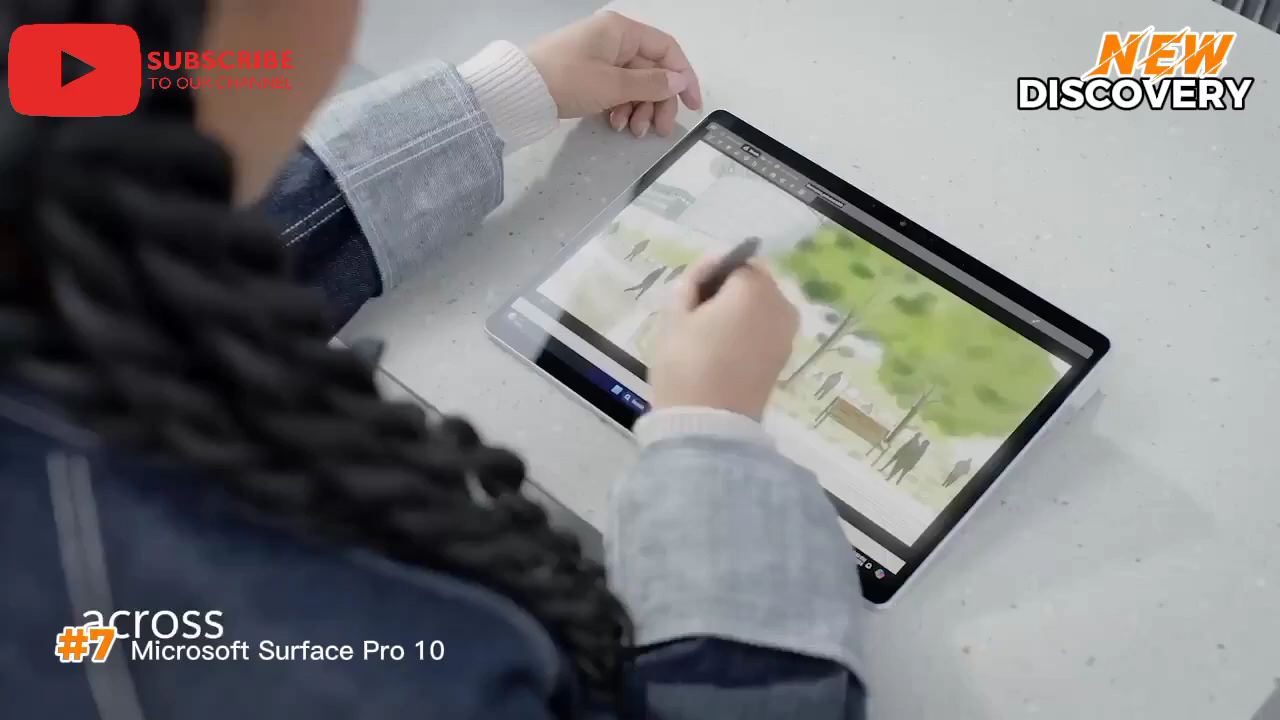 SUBSCRIBE
TO OUR CHANNEL
NEW
DISCOVERY
across
#7 Microsoft Surface Pro 10